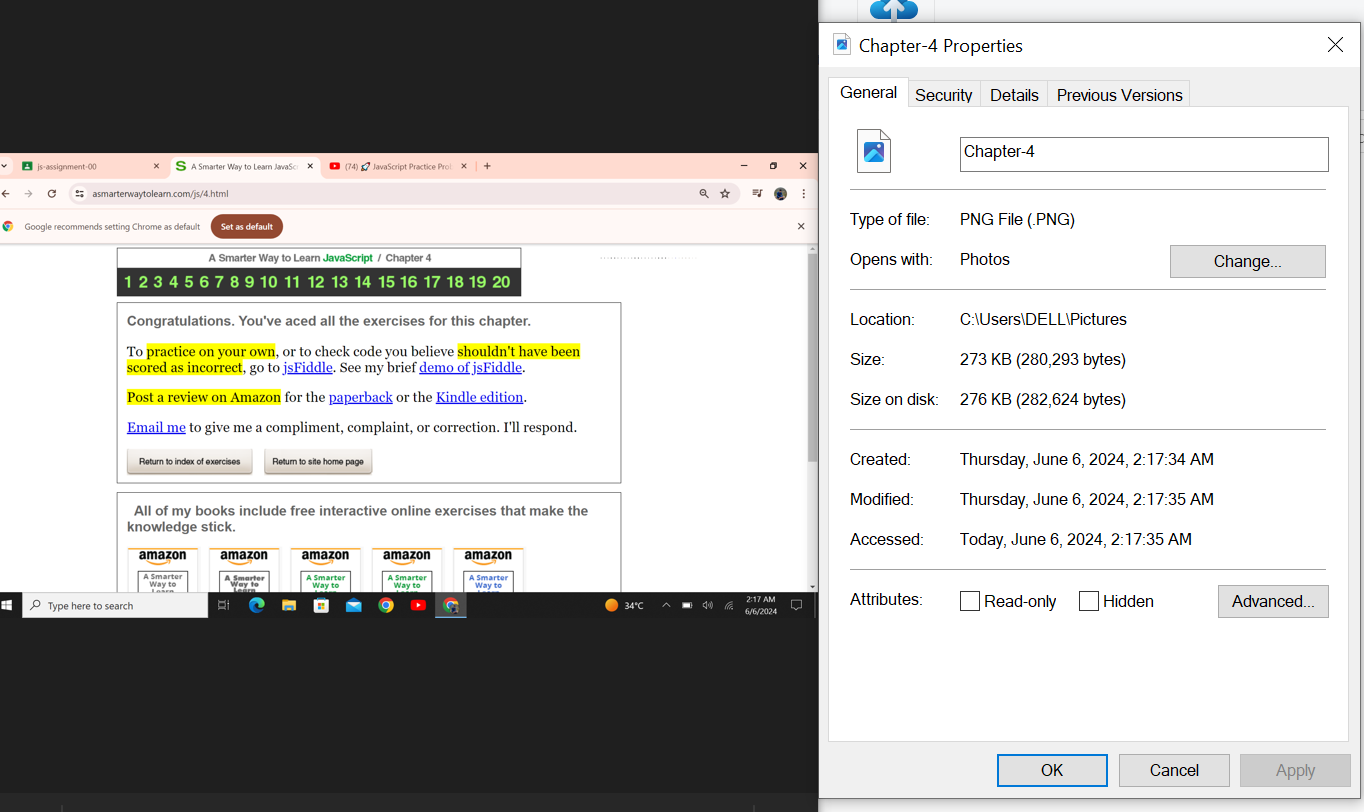 js-assignment-00
A Smarter Way to Learn JavaSc
(74) 🚀 JavaScript Practice Pro
asmarterwaytolearn.com/js/4.html
Google recommends setting Chrome as default
Set as default
A Smarter Way to Learn JavaScript / Chapter 4
1 2 3 4 5 6 7 8 9 10 11 12 13 14 15 16 17 18 19 20
Congratulations. You've aced all the exercises for this chapter.
To practice on your own, or to check code you believe shouldn't have been
scored as incorrect, go to jsFiddle. See my brief demo of jsFiddle.
Post a review on Amazon for the paperback or the Kindle edition.
Email me to give me a compliment, complaint, or correction. I'll respond.
Return to index of exercises
Return to site home page
All of my books include free interactive online exercises that make the
knowledge stick.
amazon amazon amazon amazon amazon
A Smarter A Smarter A Smarter A Smarter A Smarter
Way to Way to Way to Way to Way to
Learn Learn Learn Learn Learn
Type here to search
34°C
2:17 AM
6/6/2024
Chapter-4 Properties
General
Security
Details
Previous Versions
Chapter-4
Type of file: PNG File (.PNG)
Opens with: Photos
Change...
Location: C:\Users\DELL\Pictures
Size: 273 KB (280,293 bytes)
Size on disk: 276 KB (282,624 bytes)
Created: Thursday, June 6, 2024, 2:17:34 AM
Modified: Thursday, June 6, 2024, 2:17:35 AM
Accessed: Today, June 6, 2024, 2:17:35 AM
Attributes: Read-only Hidden
Advanced...
OK
Cancel
Apply